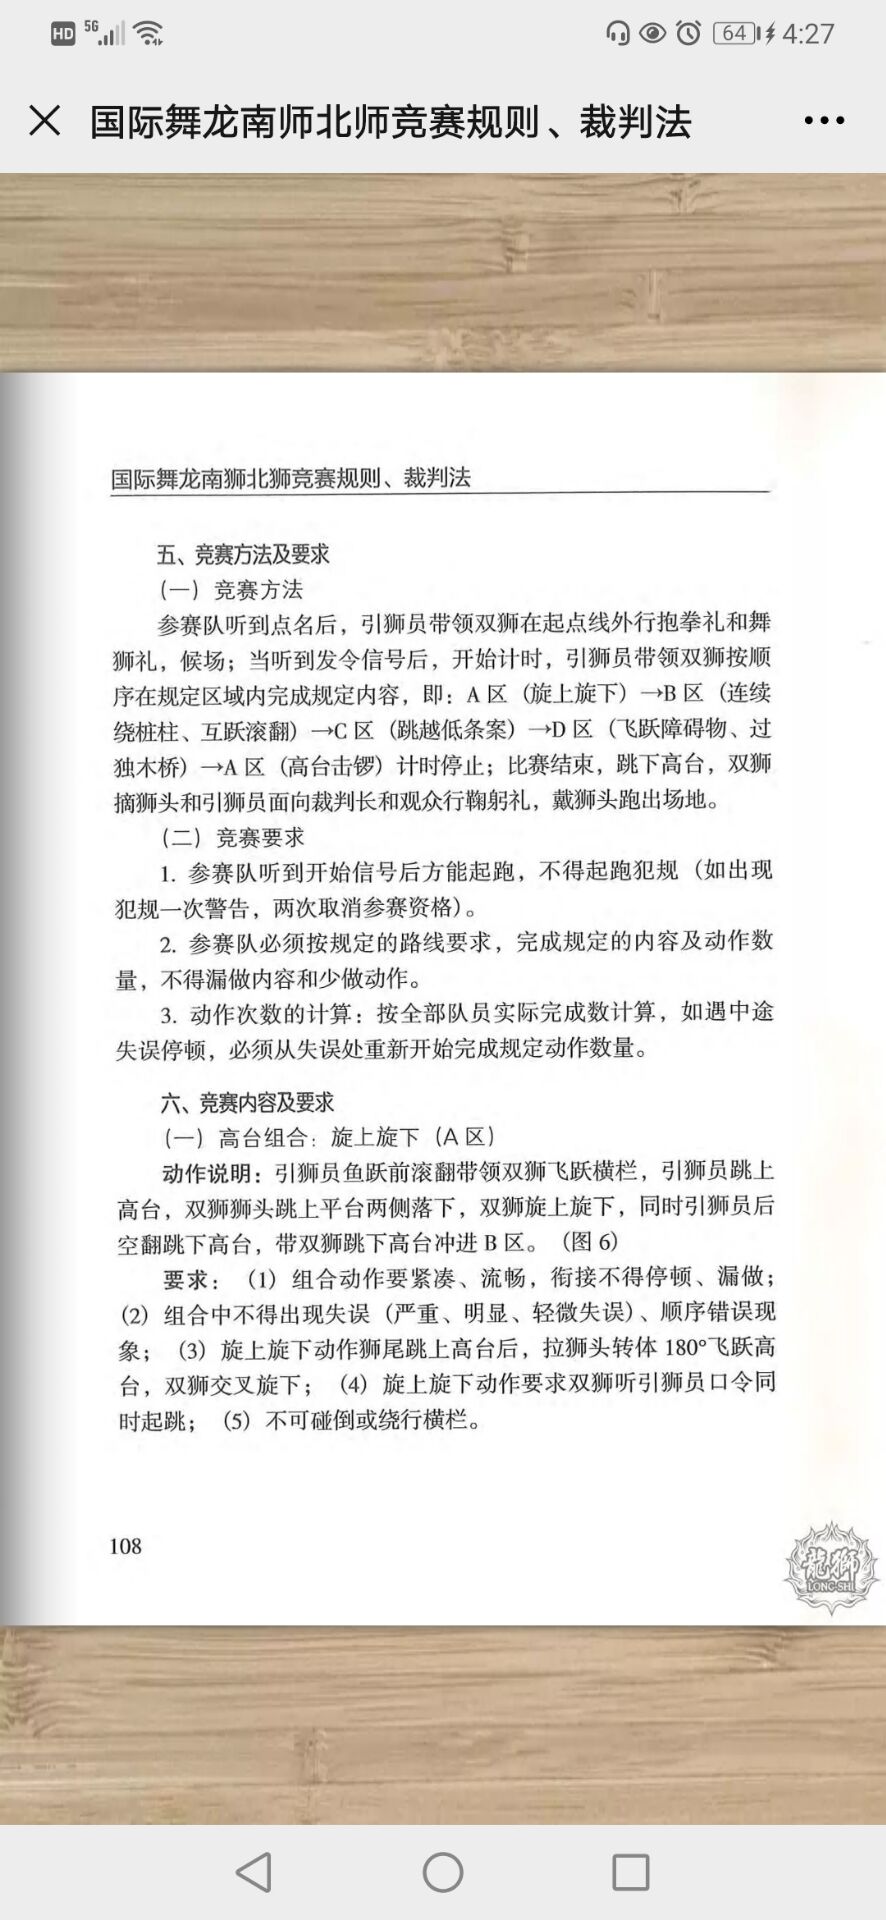 HD 5G 64 4:27
国际舞龙南师北师竞赛规则、裁判法
国际舞龙南狮北狮竞赛规则、裁判法
五、竞赛方法及要求
（一）竞赛方法
参赛队听到点名后，引狮员带领双狮在起点线外行抱拳礼和舞
狮礼，候场；当听到发令信号后，开始计时，引狮员带领双狮按顺
序在规定区域内完成规定内容，即：A 区（旋上旋下）→B 区（连续
绕桩柱、互跃滚翻）→C 区（跳越低条案）→D 区（飞跃障碍物、过
独木桥）→A 区（高台击锣）计时停止；比赛结束，跳下高台，双狮
摘狮头和引狮员面向裁判长和观众行鞠躬礼，戴狮头跑出场地。
（二）竞赛要求
1. 参赛队听到开始信号后方能起跑，不得起跑犯规（如出现
犯规一次警告，两次取消参赛资格）。
2. 参赛队必须按规定的路线要求，完成规定的内容及动作数
量，不得漏做内容和少做动作。
3. 动作次数的计算：按全部队员实际完成数计算，如遇中途
失误停顿，必须从失误处重新开始完成规定动作数量。
六、竞赛内容及要求
（一）高台组合：旋上旋下（A 区）
动作说明：引狮员鱼跃前滚翻带领双狮飞跃横栏，引狮员跳上
高台，双狮狮头跳上平台两侧落下，双狮旋上旋下，同时引狮员后
空翻跳下高台，带双狮跳下高台冲进 B 区。（图 6）
要求：（1）组合动作要紧凑、流畅，衔接不得停顿、漏做；
（2）组合中不得出现失误（严重、明显、轻微失误）、顺序错误现
象；（3）旋上旋下动作狮尾跳上高台后，拉狮头转体 180°飞跃高
台，双狮交叉旋下；（4）旋上旋下动作要求双狮听引狮员口令同
时起跳；（5）不可碰倒或绕行横栏。
108
龍獅
LONG SHI